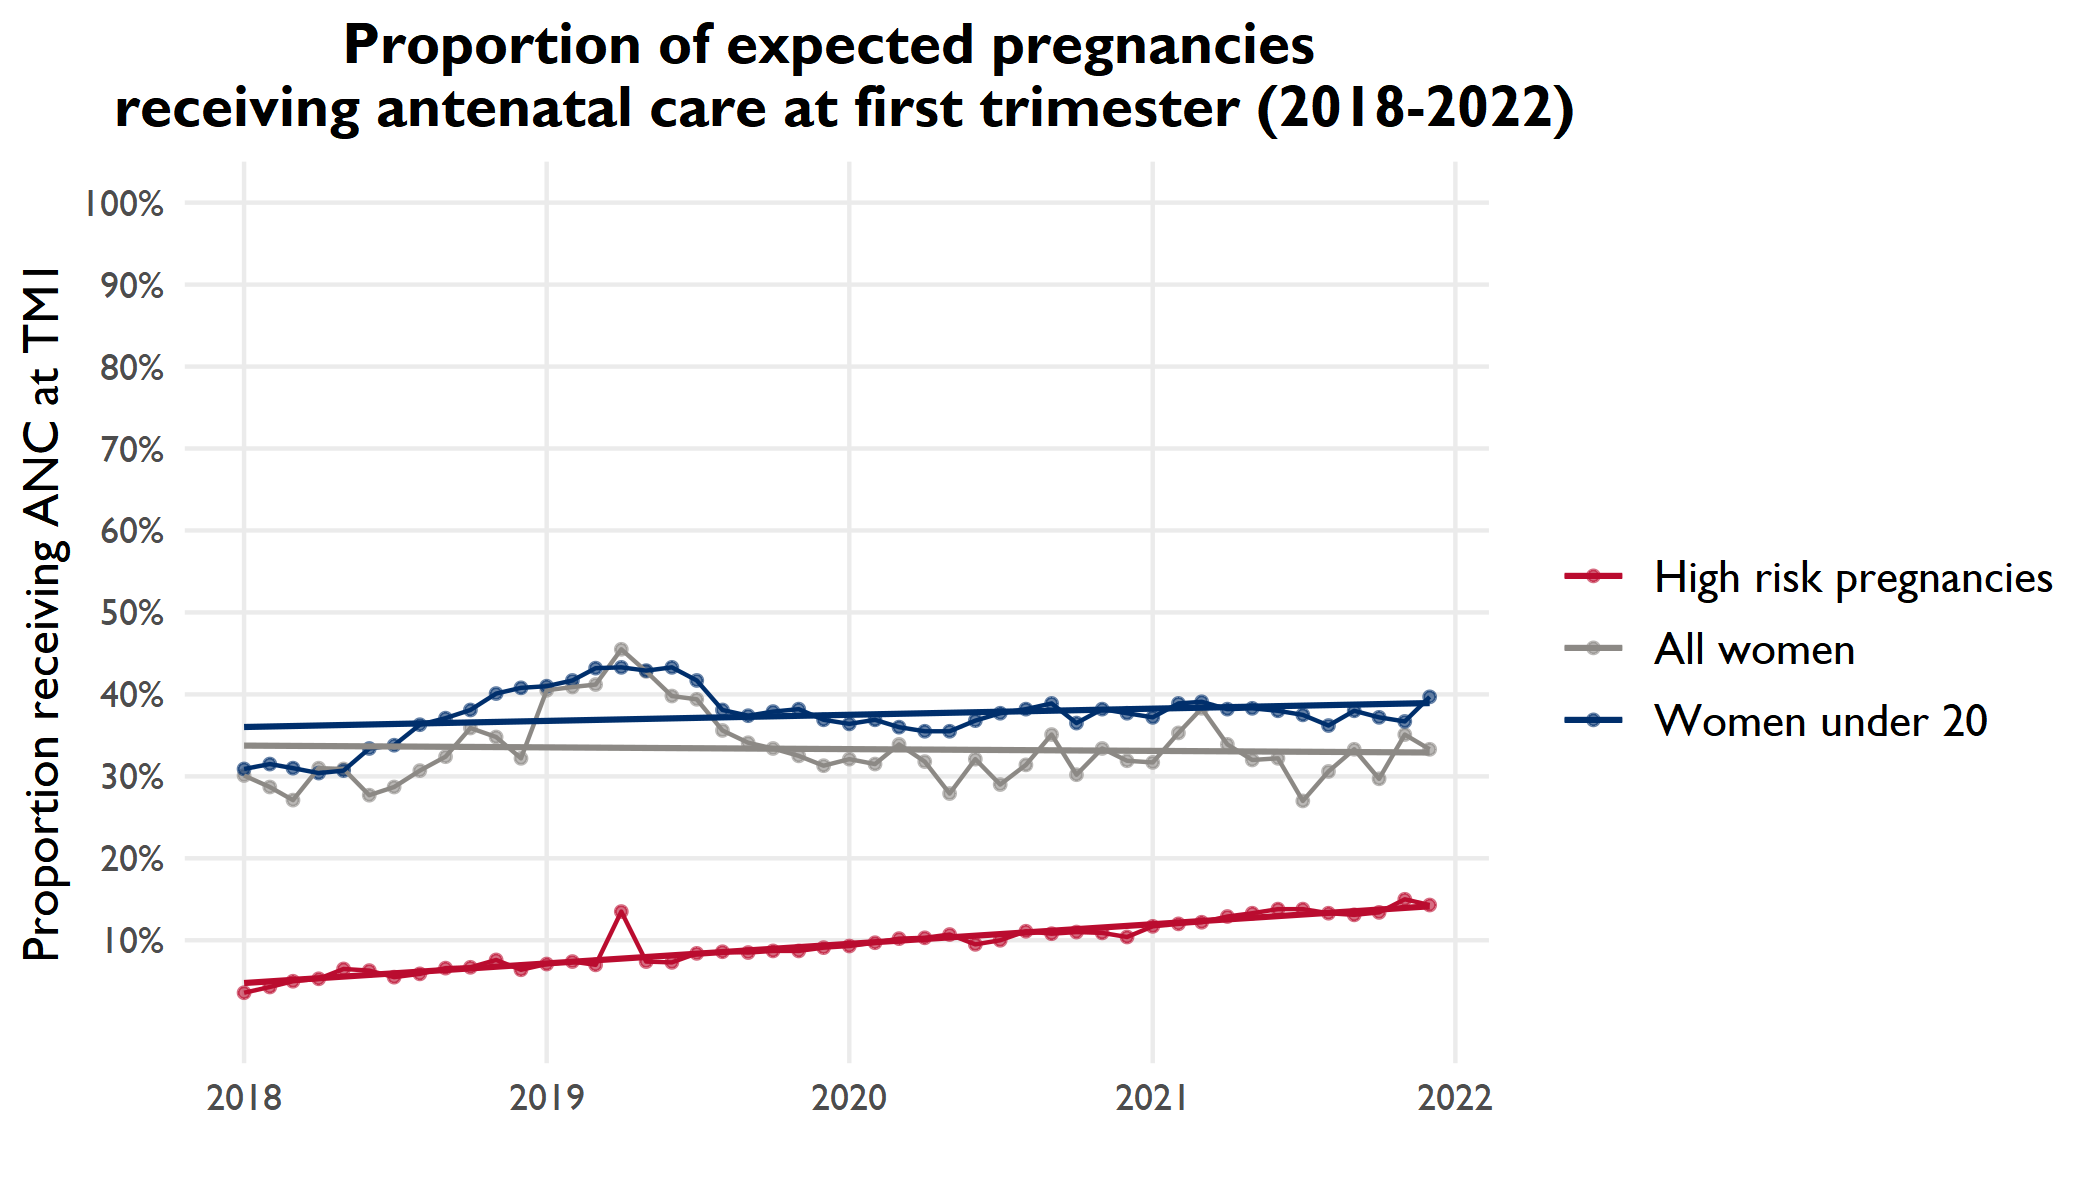 Proportion of expected pregnancies
receiving antenatal care at first trimester (2018-2022)
Proportion receiving ANC at TM1
100%
90%
80%
70%
60%
50%
40%
30%
20%
10%
2018
2019
2020
2021
2022
High risk pregnancies
All women
Women under 20